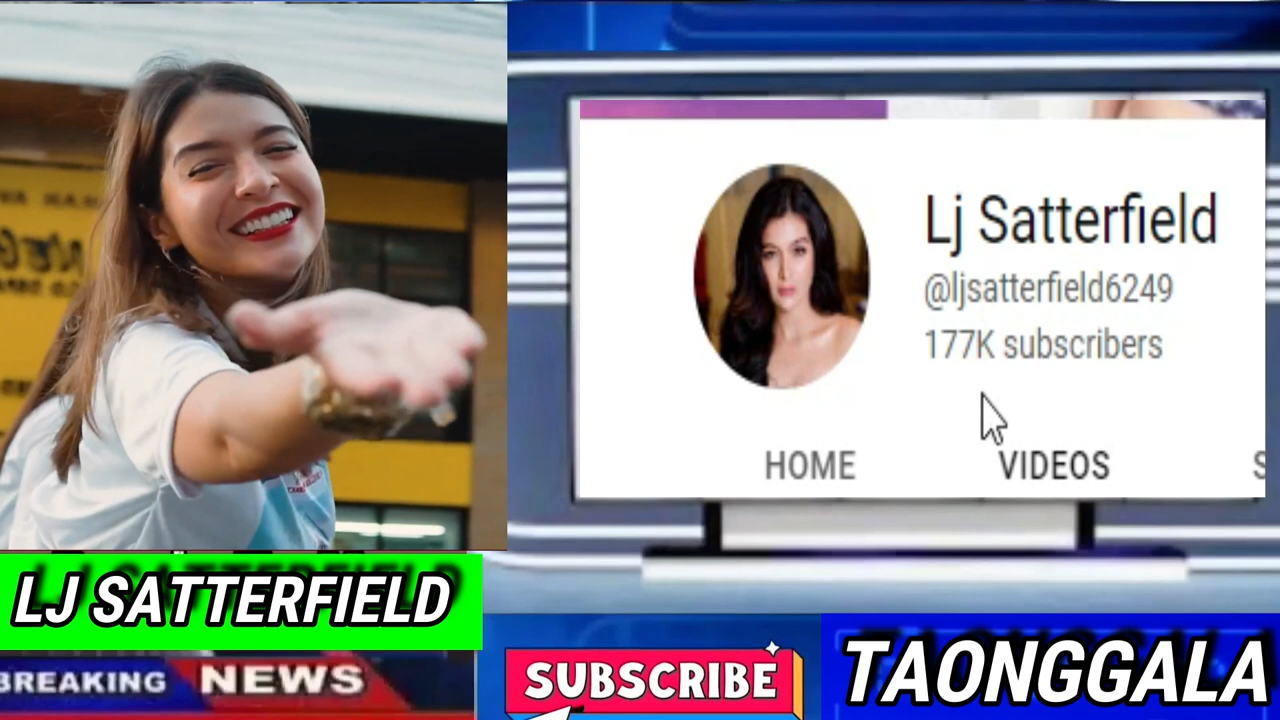 Lj Satterfield
@ljsatterfield6249
177K subscribers
HOME
VIDEOS
LJ SATTERFIELD
BREAKING NEWS
SUBSCRIBE
TAONGGALA